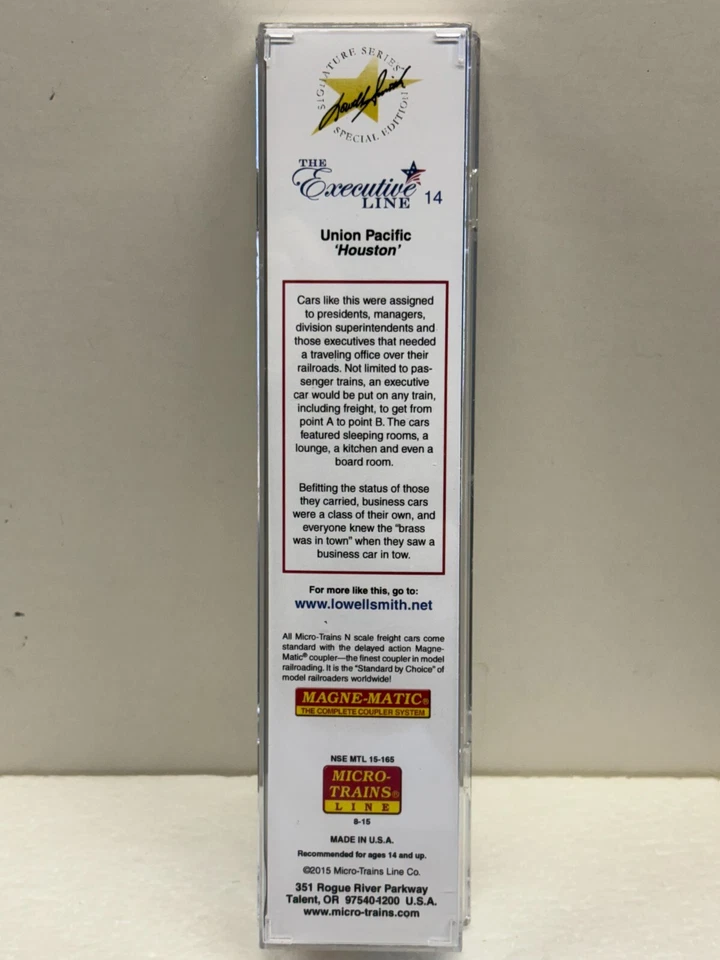 SIGNATURE SERIES
Lowell Smith
SPECIAL EDITION
THE
Executive
LINE 14
Union Pacific
‘Houston’
Cars like this were assigned
to presidents, managers,
division superintendents and
those executives that needed
a traveling office over their
railroads. Not limited to pas-
senger trains, an executive
car would be put on any train,
including freight, to get from
point A to point B. The cars
featured sleeping rooms, a
lounge, a kitchen and even a
board room.
Befitting the status of those
they carried, business cars
were a class of their own, and
everyone knew the “brass
was in town” when they saw a
business car in tow.
For more like this, go to:
www.lowellsmith.net
All Micro-Trains N scale freight cars come
standard with the delayed action Magne-
Matic® coupler—the finest coupler in model
railroading. It is the "Standard by Choice" of
model railroaders worldwide!
MAGNE-MATIC®
THE COMPLETE COUPLER SYSTEM
NSE MTL 15-165
MICRO-
TRAINS®
LINE
8-15
MADE IN U.S.A.
Recommended for ages 14 and up.
©2015 Micro-Trains Line Co.
351 Rogue River Parkway
Talent, OR 975404200 U.S.A.
www.micro-trains.com